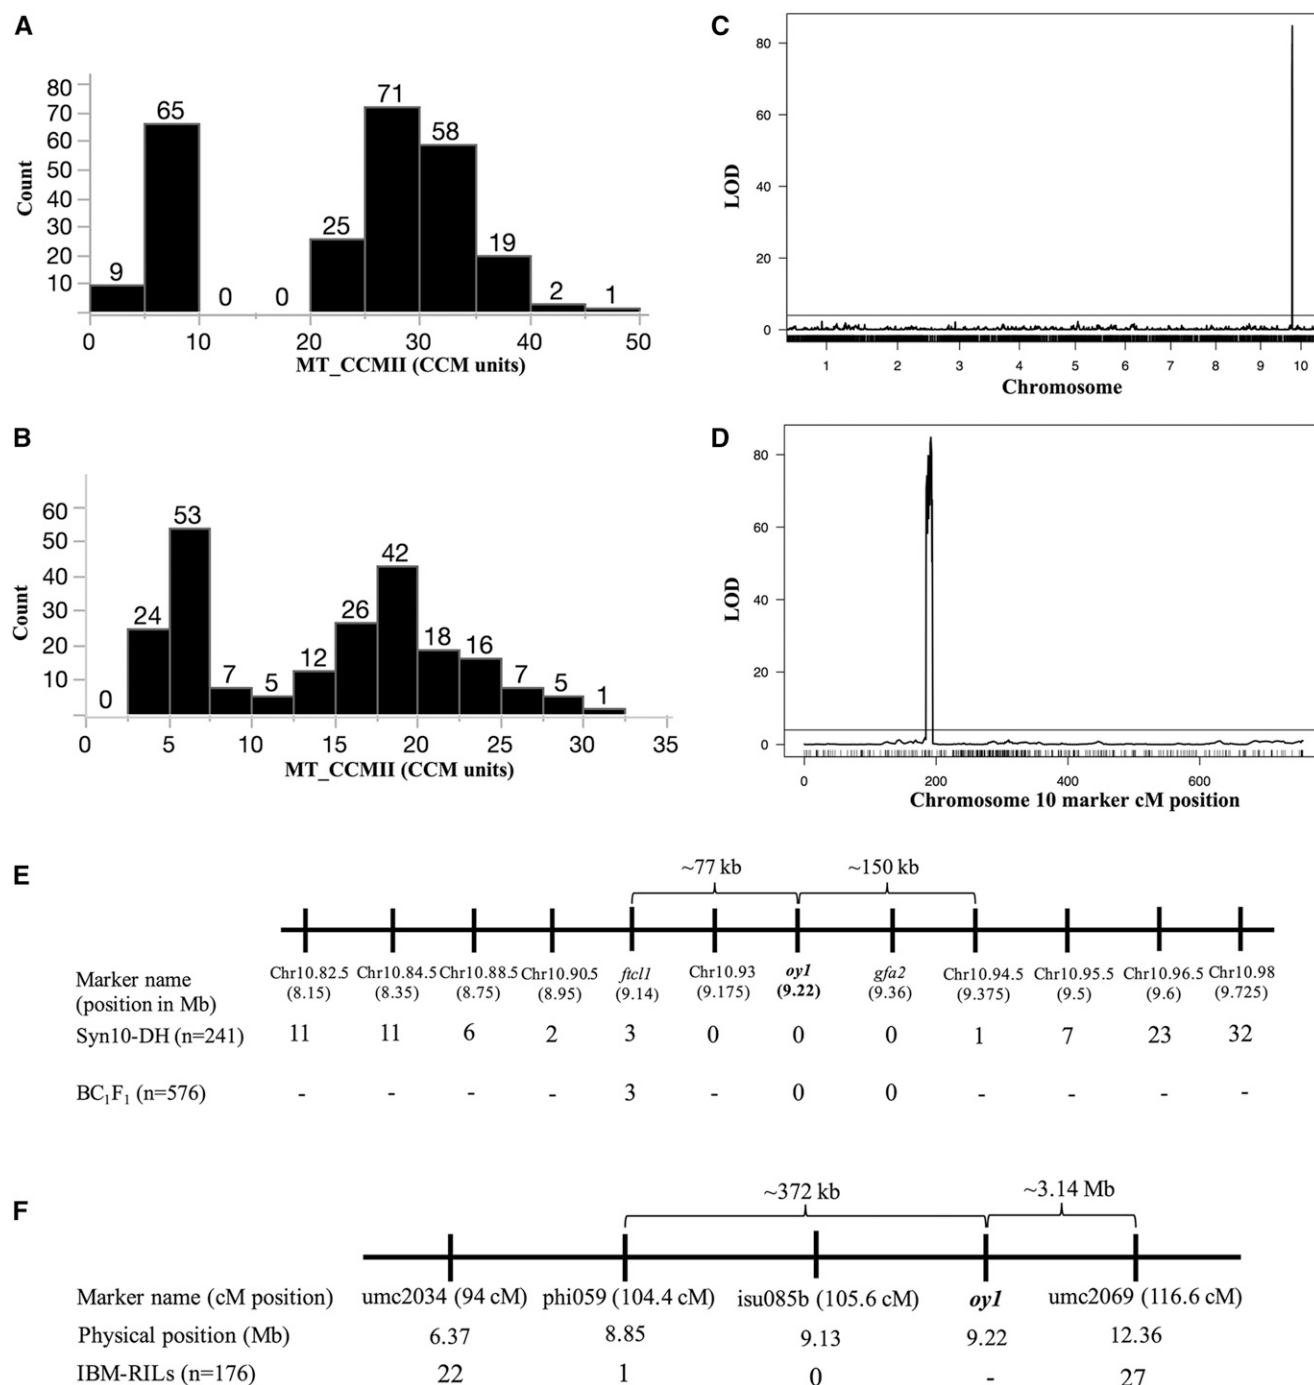 A
80
70
60
50
40
30
20
10
Count
9
65
0
0
25
71
58
19
2
1
0
10
20
30
40
50
MT_CCMII (CCM units)
B
60
50
40
30
20
10
Count
0
24
53
7
5
12
26
42
18
16
7
5
1
0
5
10
15
20
25
30
35
MT_CCMII (CCM units)
C
80
60
40
20
0
LOD
1 2 3 4 5 6 7 8 9 10
Chromosome
D
80
60
40
20
0
LOD
0 200 400 600
Chromosome 10 marker cM position
E
~77 kb
~150 kb
Marker name Chr10.82.5 Chr10.84.5 Chr10.88.5 Chr10.90.5 ftcl1 Chr10.93 oy1 gfa2 Chr10.94.5 Chr10.95.5 Chr10.96.5 Chr10.98
(position in Mb) (8.15) (8.35) (8.75) (8.95) (9.14) (9.175) (9.22) (9.36) (9.375) (9.5) (9.6) (9.725)
Syn10-DH (n=241) 11 11 6 2 3 0 0 0 1 7 23 32
BC₁F₁ (n=576) - - - - 3 - 0 0 - - - -
F
~372 kb
~3.14 Mb
Marker name (cM position) umc2034 (94 cM) phi059 (104.4 cM) isu085b (105.6 cM) oy1 umc2069 (116.6 cM)
Physical position (Mb) 6.37 8.85 9.13 9.22 12.36
IBM-RILs (n=176) 22 1 0 - 27